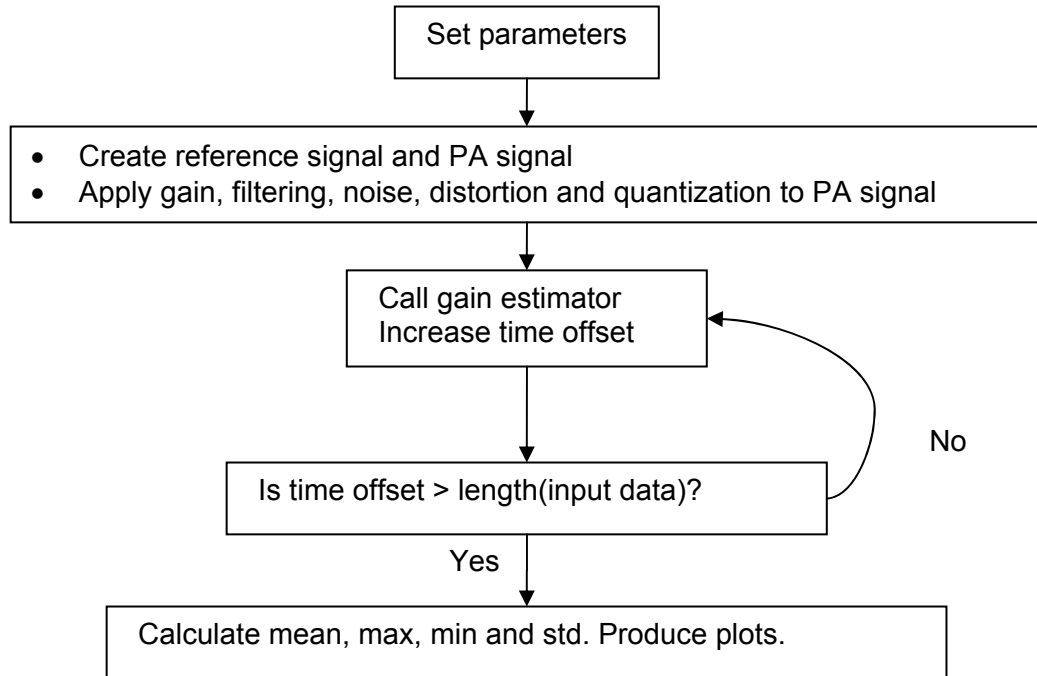 Set parameters
• Create reference signal and PA signal
• Apply gain, filtering, noise, distortion and quantization to PA signal
Call gain estimator
Increase time offset
No
Is time offset > length(input data)?
Yes
Calculate mean, max, min and std. Produce plots.